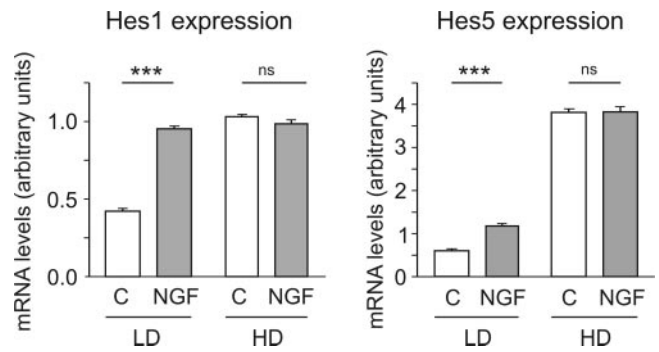 Hes1 expression
mRNA levels (arbitrary units)
*** ns
1.0
0.5
0.0
C NGF C NGF
LD HD
Hes5 expression
mRNA levels (arbitrary units)
*** ns
4
3
2
1
0
C NGF C NGF
LD HD